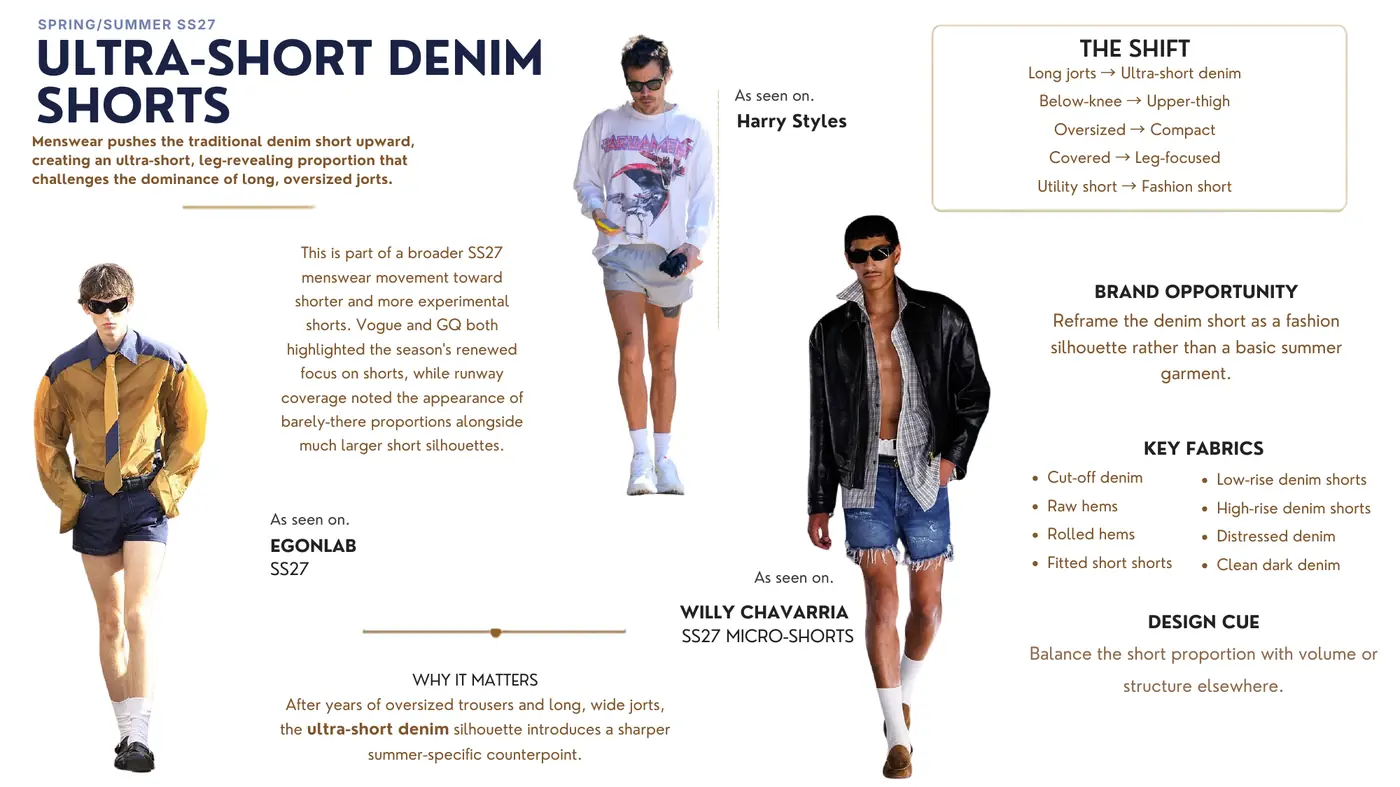 SPRING/SUMMER SS27
ULTRA-SHORT DENIM
SHORTS
Menswear pushes the traditional denim short upward,
creating an ultra-short, leg-revealing proportion that
challenges the dominance of long, oversized jorts.
This is part of a broader SS27
menswear movement toward
shorter and more experimental
shorts. Vogue and GQ both
highlighted the season's renewed
focus on shorts, while runway
coverage noted the appearance of
barely-there proportions alongside
much larger short silhouettes.
As seen on.
EGONLAB
SS27
As seen on.
Harry Styles
As seen on.
WILLY CHAVARRIA
SS27 MICRO-SHORTS
WHY IT MATTERS
After years of oversized trousers and long, wide jorts,
the ultra-short denim silhouette introduces a sharper
summer-specific counterpoint.
THE SHIFT
Long jorts → Ultra-short denim
Below-knee → Upper-thigh
Oversized → Compact
Covered → Leg-focused
Utility short → Fashion short
BRAND OPPORTUNITY
Reframe the denim short as a fashion
silhouette rather than a basic summer
garment.
KEY FABRICS
• Cut-off denim
• Raw hems
• Rolled hems
• Fitted short shorts
• Low-rise denim shorts
• High-rise denim shorts
• Distressed denim
• Clean dark denim
DESIGN CUE
Balance the short proportion with volume or
structure elsewhere.